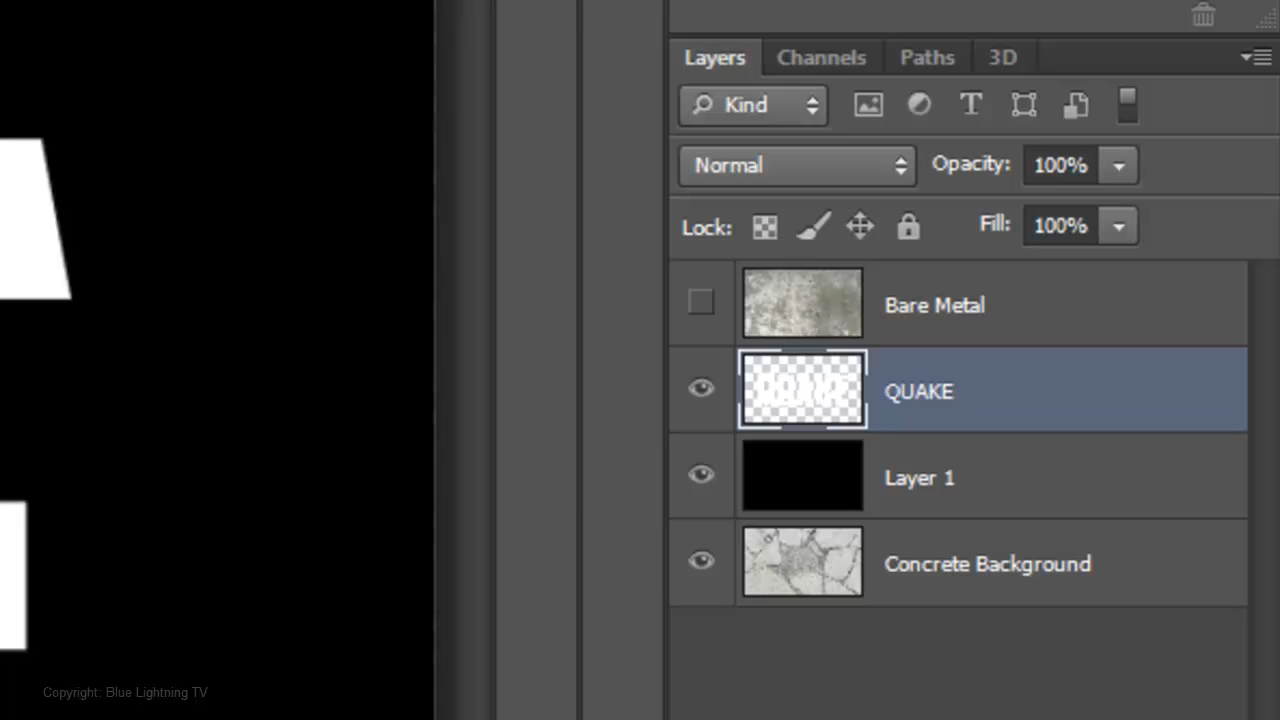 Layers Channels Paths 3D
Kind
Normal Opacity: 100%
Lock: Fill: 100%
Bare Metal
QUAKE
QUAKE
Layer 1
Concrete Background
Copyright: Blue Lightning TV